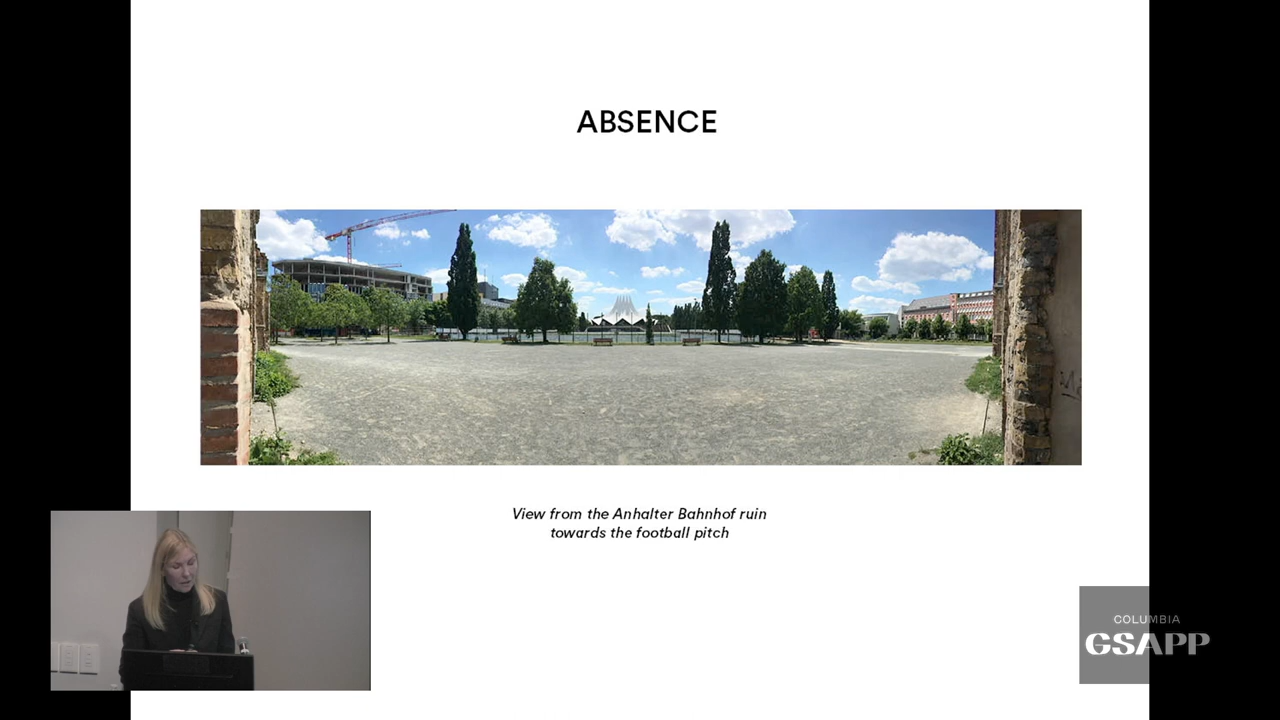 ABSENCE
View from the Anhalter Bahnhof ruin
towards the football pitch
COLUMBIA
GSAPP